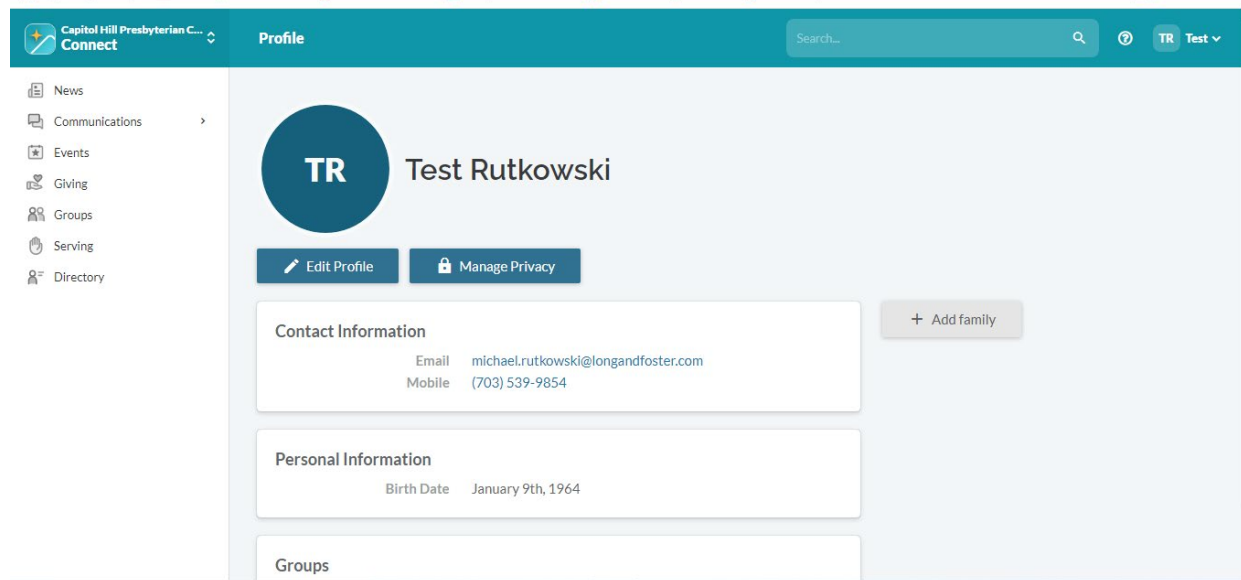 Capitol Hill Presbyterian C...
Connect
Profile
Search...
TR Test
News
Communications
Events
Giving
Groups
Serving
Directory
TR
Test Rutkowski
Edit Profile
Manage Privacy
Contact Information
Email michael.rutkowski@longandfoster.com
Mobile (703) 539-9854
+ Add family
Personal Information
Birth Date January 9th, 1964
Groups